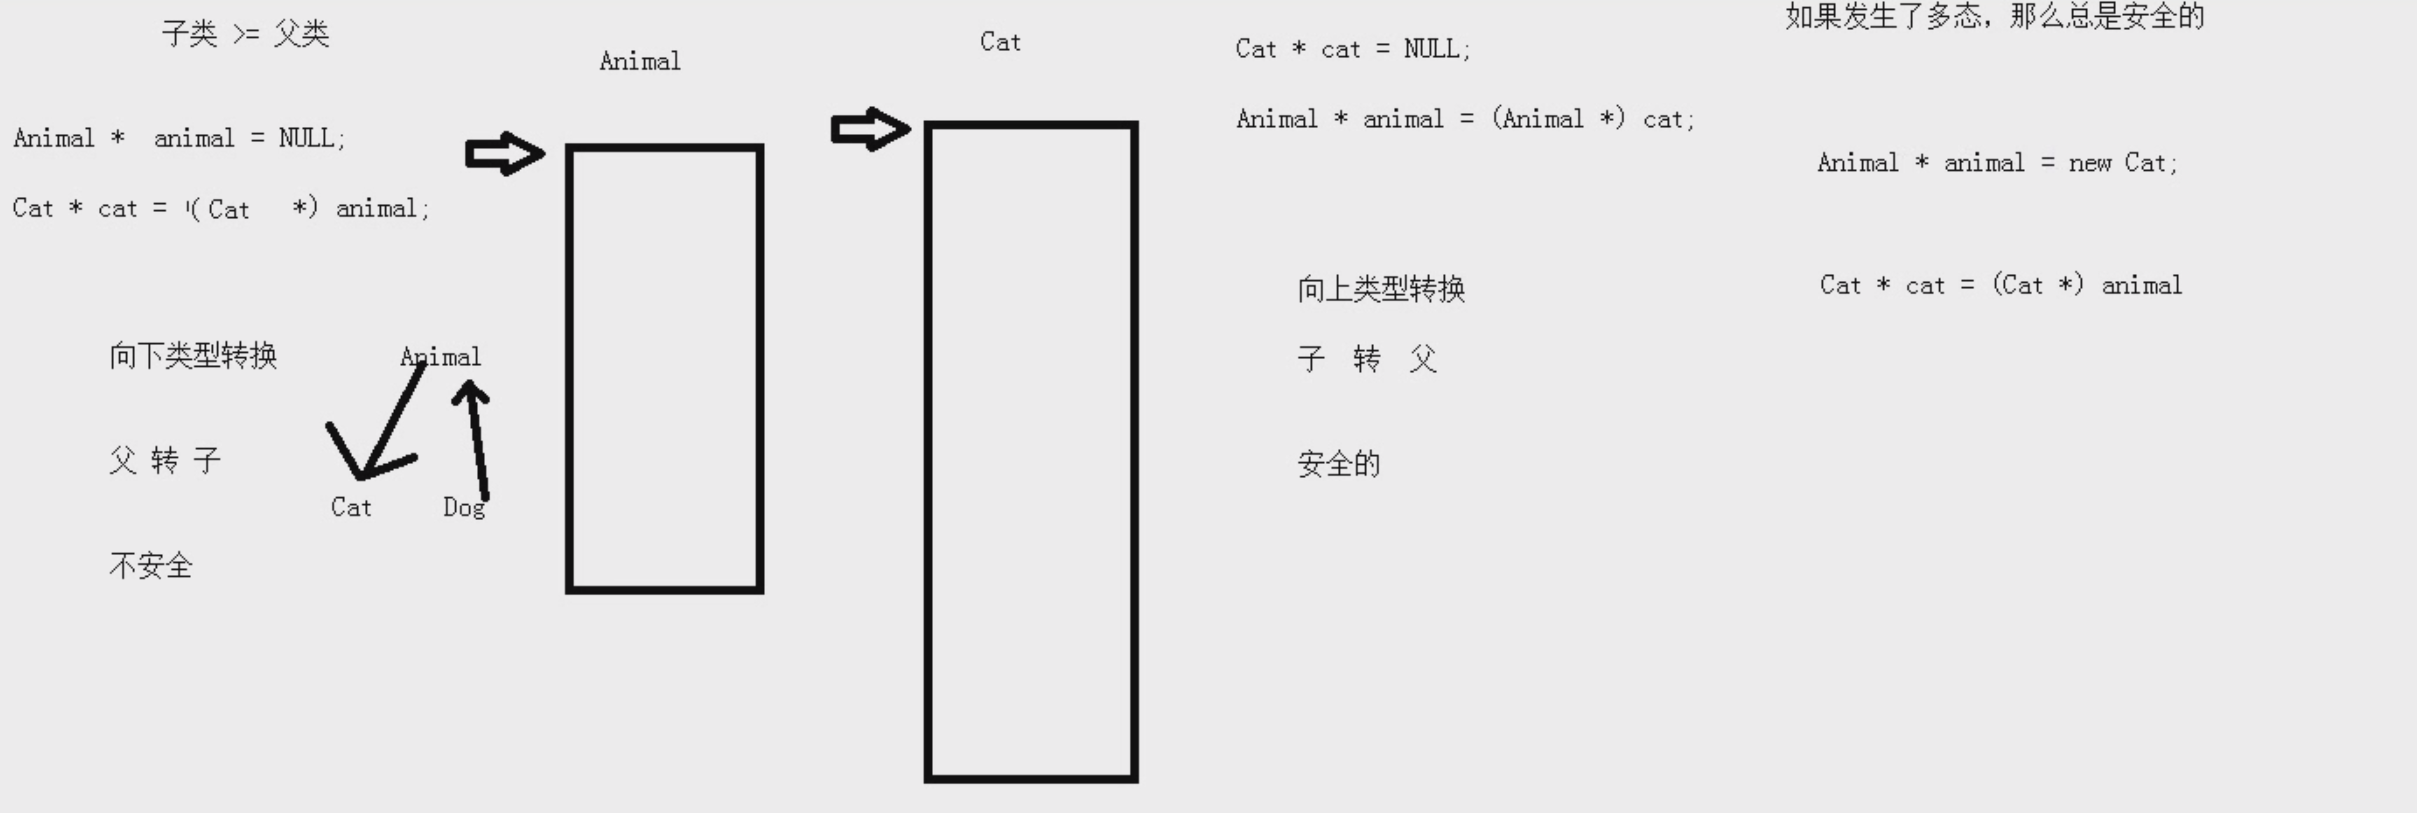 子类 >= 父类
Animal *  animal = NULL;
Cat * cat = (Cat  *) animal;
向下类型转换
父 转 子
不安全
Animal
Cat
Dog
Animal
Cat
Cat * cat = NULL;
Animal * animal = (Animal *) cat;
向上类型转换
子 转 父
安全的
如果发生了多态，那么总是安全的
Animal * animal = new Cat;
Cat * cat = (Cat *) animal